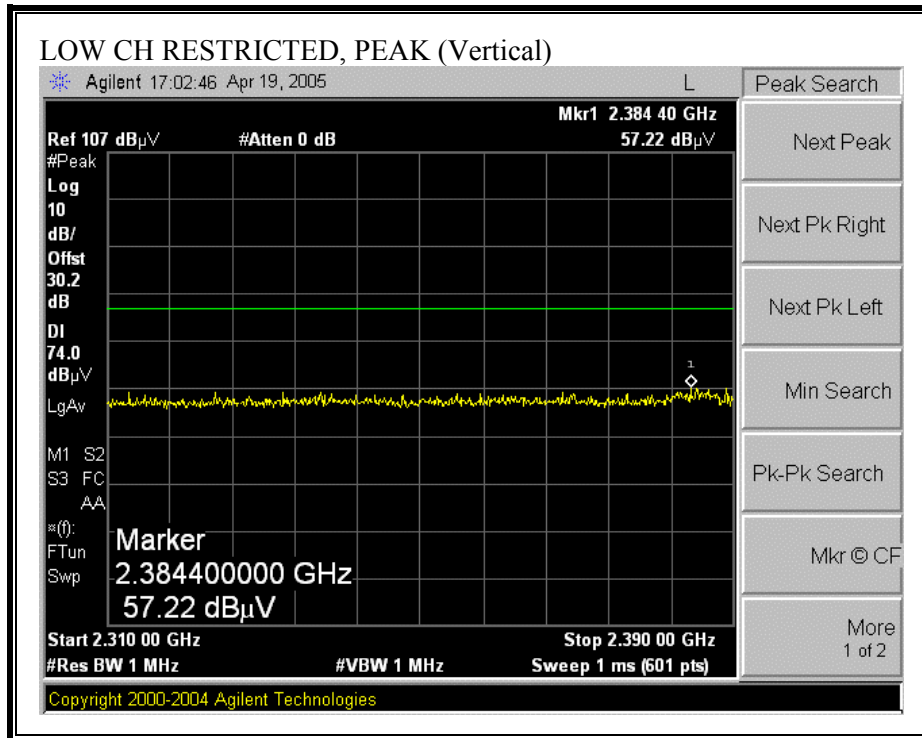 LOW CH RESTRICTED, PEAK (Vertical)
Agilent 17:02:46 Apr 19, 2005 L
Peak Search
Mkr1 2.384 40 GHz
Ref 107 dBµV #Atten 0 dB 57.22 dBµV
#Peak
Log
10
dB/
Offst
30.2
dB
DI
74.0
dBµV
LgAv
M1 S2
S3 FC
AA
¤(f):
FTun
Swp
1
Marker
2.384400000 GHz
57.22 dBµV
Start 2.310 00 GHz Stop 2.390 00 GHz
#Res BW 1 MHz #VBW 1 MHz Sweep 1 ms (601 pts)
Next Peak
Next Pk Right
Next Pk Left
Min Search
Pk-Pk Search
Mkr © CF
More
1 of 2
Copyright 2000-2004 Agilent Technologies